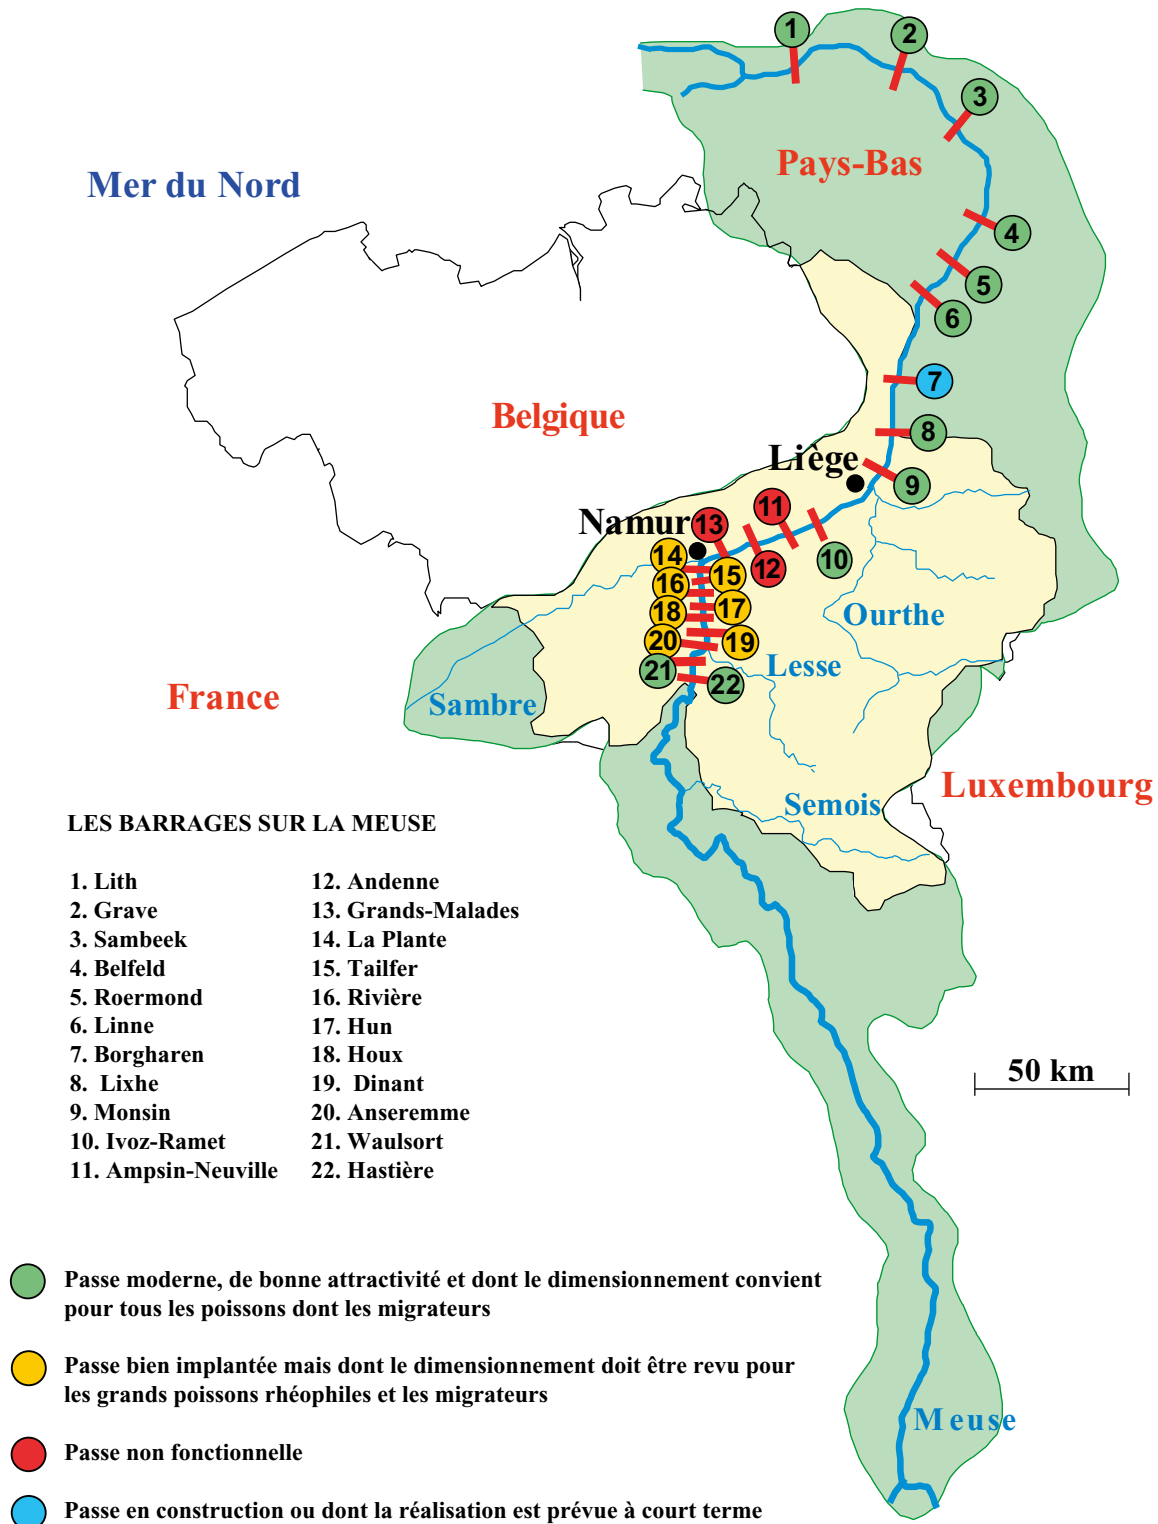 1
2
3
Pays-Bas
Mer du Nord
4
5
6
7
Belgique
8
Liège
9
11
Namur
13
10
14
12
15
16
17
18
Ourthe
20
19
Lesse
21
22
France
Sambre
Luxembourg
Semois
LES BARRAGES SUR LA MEUSE
1. Lith
2. Grave
3. Sambeek
4. Belfeld
5. Roermond
6. Linne
7. Borgharen
8. Lixhe
9. Monsin
10. Ivoz-Ramet
11. Ampsin-Neuville
12. Andenne
13. Grands-Malades
14. La Plante
15. Tailfer
16. Rivière
17. Hun
18. Houx
19. Dinant
20. Anseremme
21. Waulsort
22. Hastière
50 km
Passe moderne, de bonne attractivité et dont le dimensionnement convient
pour tous les poissons dont les migrateurs
Passe bien implantée mais dont le dimensionnement doit être revu pour
les grands poissons rhéophiles et les migrateurs
Meuse
Passe non fonctionnelle
Passe en construction ou dont la réalisation est prévue à court terme